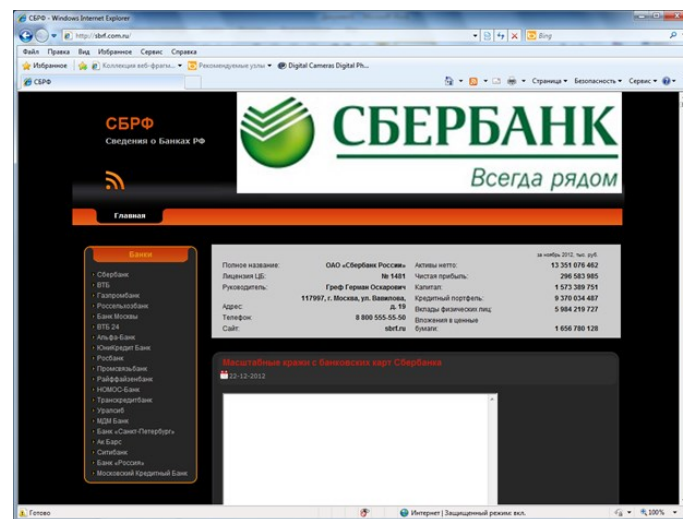 СБРФ - Windows Internet Explorer
http://sbrf.com.ru/
Bing
Файл Правка Вид Избранное Сервис Справка
Избранное Коллекция веб-фрагм... Рекомендуемые узлы Digital Cameras Digital Ph...
СБРФ
Страница Безопасность Сервис
СБРФ
Сведения о Банках РФ
СБЕРБАНК
Всегда рядом
Главная
Банки
Сбербанк
ВТБ
Газпромбанк
Россельхозбанк
Банк Москвы
ВТБ 24
Альфа-Банк
ЮниКредит Банк
Росбанк
Промсвязьбанк
Райффайзенбанк
НОМОС-Банк
Транскредитбанк
Уралсиб
МДМ Банк
Банк «Санкт-Петербург»
Ак Барс
Ситибанк
Банк «Россия»
Московский Кредитный Банк
за ноябрь 2012, тыс. руб.
Полное название: ОАО «Сбербанк России» Активы нетто: 13 351 076 462
Лицензия ЦБ: № 1481 Чистая прибыль: 296 583 985
Руководитель: Греф Герман Оскарович Капитал: 1 573 389 751
117997, г. Москва, ул. Вавилова, Кредитный портфель: 9 370 034 487
Адрес: д. 19 Вклады физических лиц: 5 984 219 727
Телефон: 8 800 555-55-50 Вложения в ценные
Сайт: sbrf.ru бумаги: 1 656 780 128
Масштабные кражи с банковских карт Сбербанка
22-12-2012
Готово
Интернет | Защищенный режим: вкл.
100%